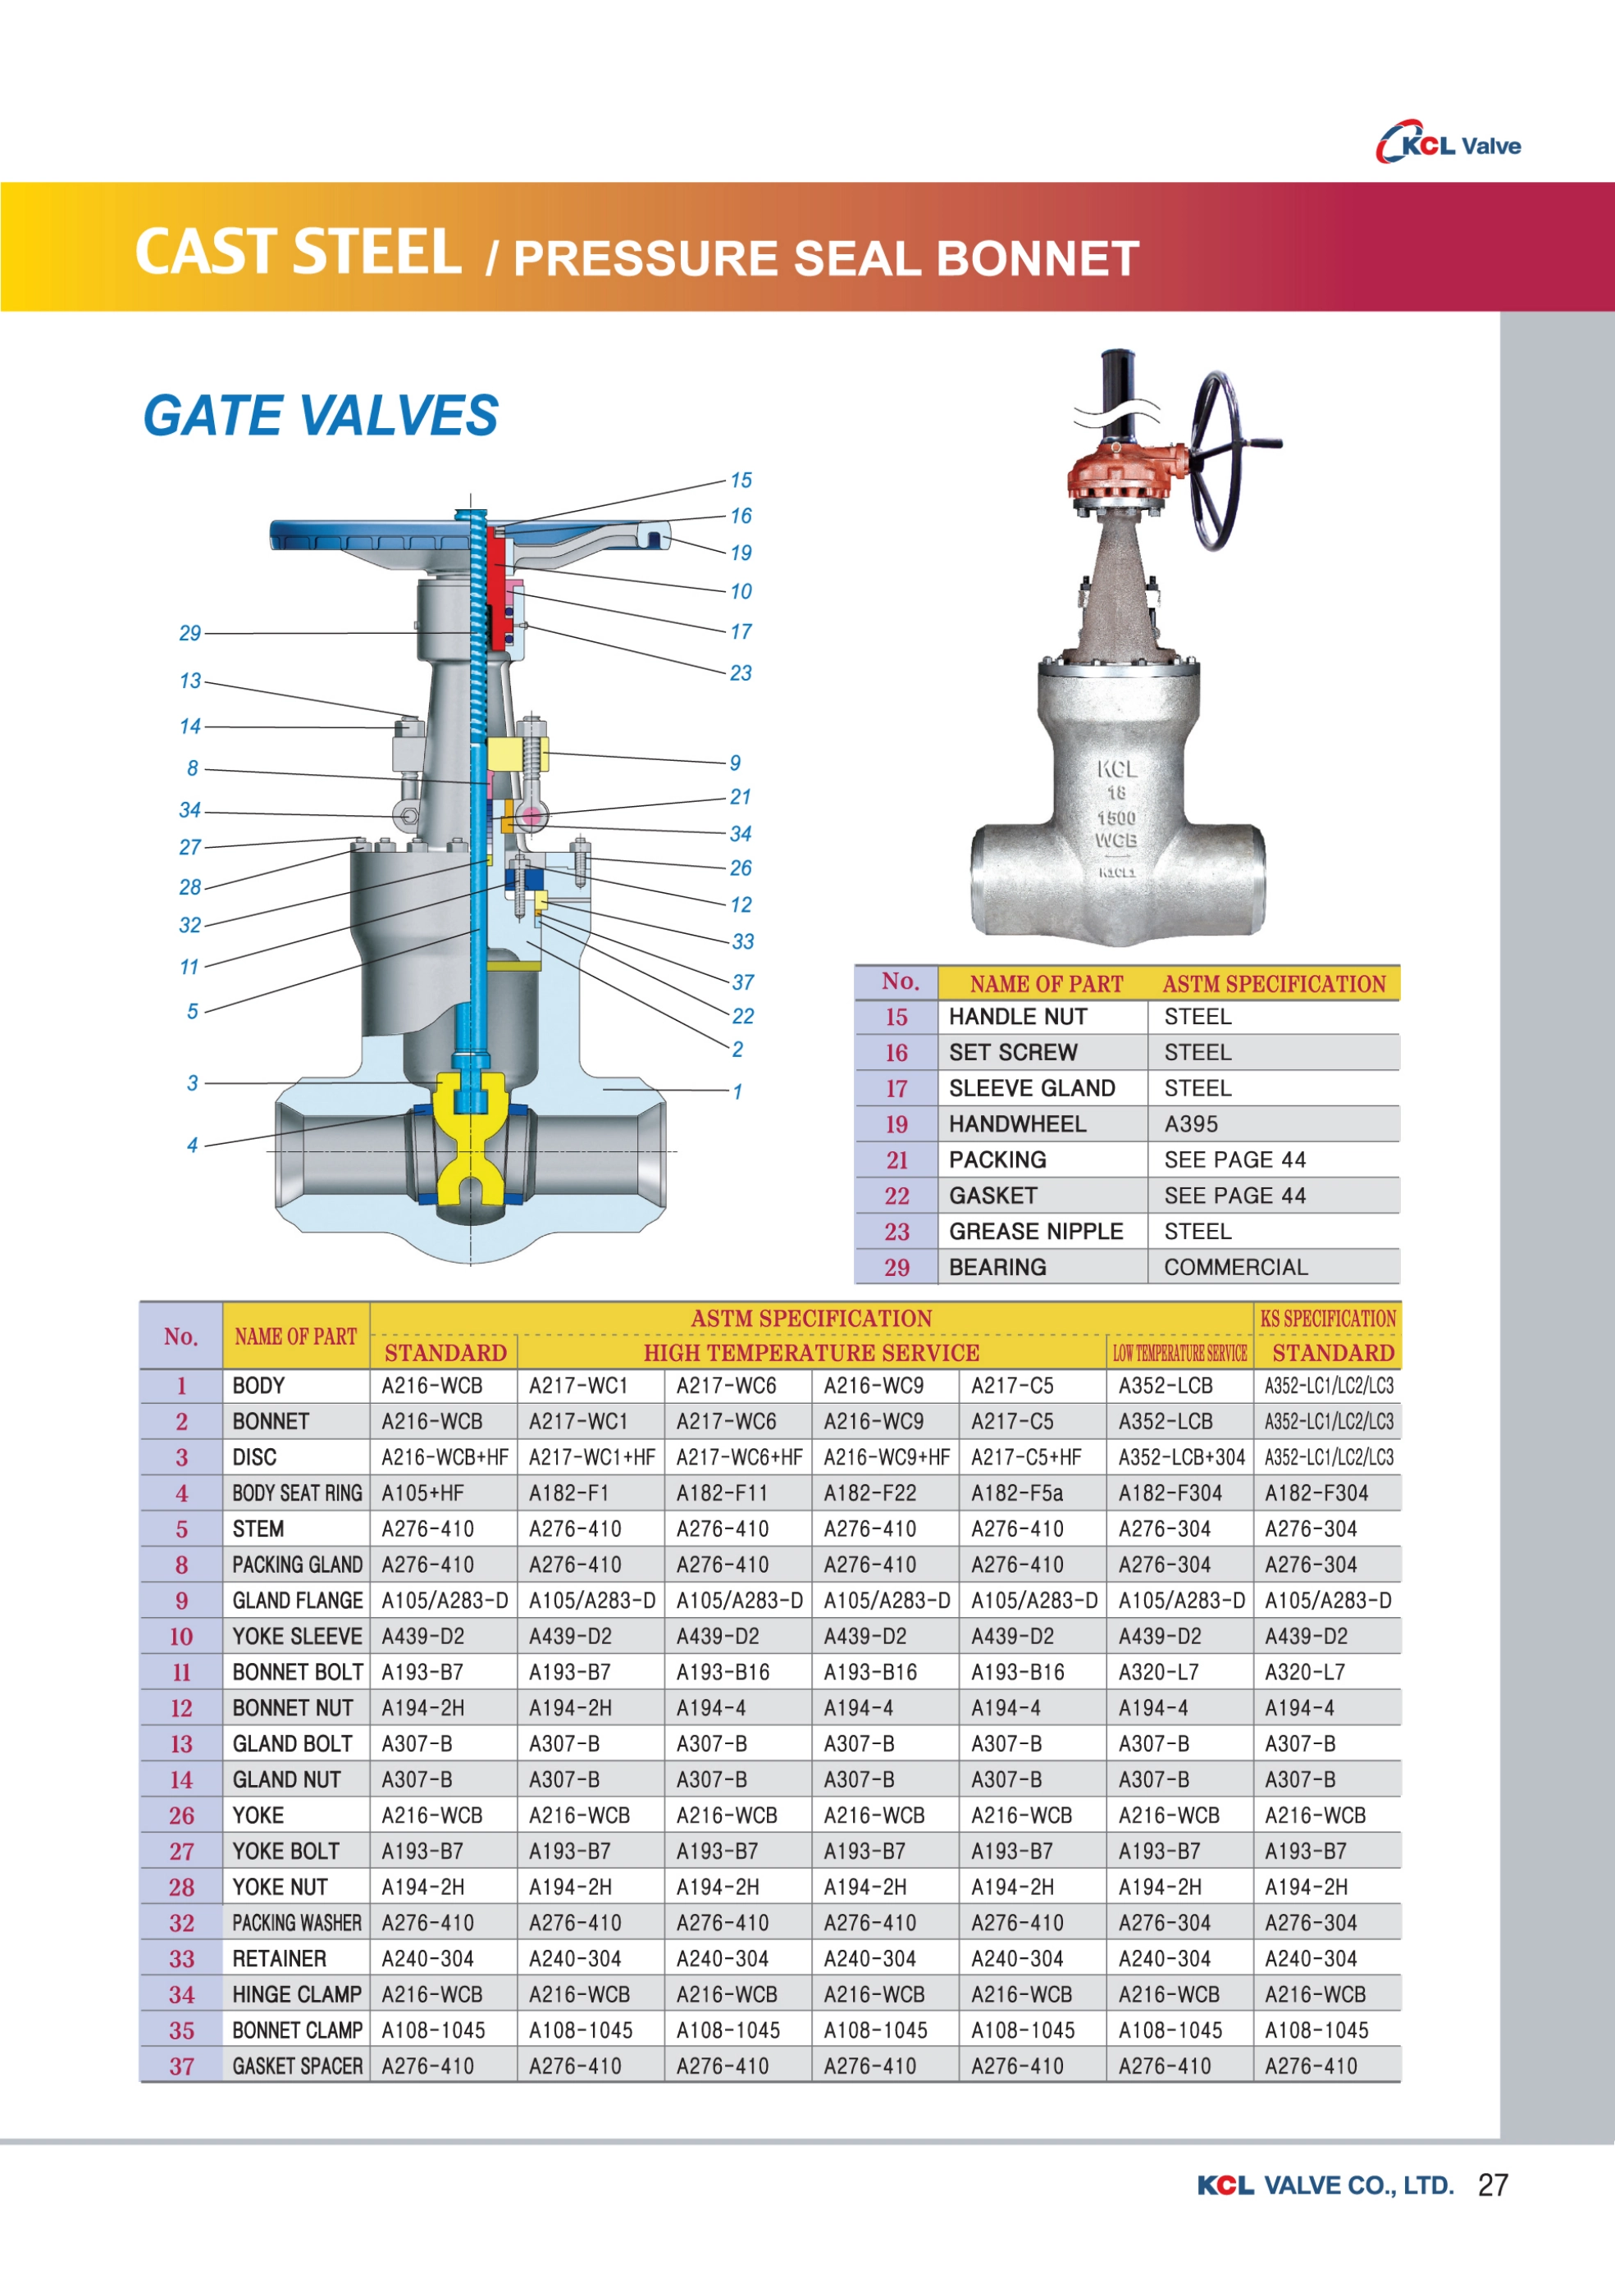 KCL Valve
CAST STEEL / PRESSURE SEAL BONNET
GATE VALVES
15
16
19
10
17
23
9
21
34
26
12
33
37
22
2
1
29
13
14
8
34
27
28
32
11
5
3
4
KCL
18
1500
WCB
No. NAME OF PART ASTM SPECIFICATION
15 HANDLE NUT STEEL
16 SET SCREW STEEL
17 SLEEVE GLAND STEEL
19 HANDWHEEL A395
21 PACKING SEE PAGE 44
22 GASKET SEE PAGE 44
23 GREASE NIPPLE STEEL
29 BEARING COMMERCIAL
No. NAME OF PART ASTM SPECIFICATION KS SPECIFICATION
STANDARD HIGH TEMPERATURE SERVICE LOW TEMPERATURE SERVICE STANDARD
1 BODY A216-WCB A217-WC1 A217-WC6 A216-WC9 A217-C5 A352-LCB A352-LC1/LC2/LC3
2 BONNET A216-WCB A217-WC1 A217-WC6 A216-WC9 A217-C5 A352-LCB A352-LC1/LC2/LC3
3 DISC A216-WCB+HF A217-WC1+HF A217-WC6+HF A216-WC9+HF A217-C5+HF A352-LCB+304 A352-LC1/LC2/LC3
4 BODY SEAT RING A105+HF A182-F1 A182-F11 A182-F22 A182-F5a A182-F304 A182-F304
5 STEM A276-410 A276-410 A276-410 A276-410 A276-410 A276-304 A276-304
8 PACKING GLAND A276-410 A276-410 A276-410 A276-410 A276-410 A276-304 A276-304
9 GLAND FLANGE A105/A283-D A105/A283-D A105/A283-D A105/A283-D A105/A283-D A105/A283-D A105/A283-D
10 YOKE SLEEVE A439-D2 A439-D2 A439-D2 A439-D2 A439-D2 A439-D2 A439-D2
11 BONNET BOLT A193-B7 A193-B7 A193-B16 A193-B16 A193-B16 A320-L7 A320-L7
12 BONNET NUT A194-2H A194-2H A194-4 A194-4 A194-4 A194-4 A194-4
13 GLAND BOLT A307-B A307-B A307-B A307-B A307-B A307-B A307-B
14 GLAND NUT A307-B A307-B A307-B A307-B A307-B A307-B A307-B
26 YOKE A216-WCB A216-WCB A216-WCB A216-WCB A216-WCB A216-WCB A216-WCB
27 YOKE BOLT A193-B7 A193-B7 A193-B7 A193-B7 A193-B7 A193-B7 A193-B7
28 YOKE NUT A194-2H A194-2H A194-2H A194-2H A194-2H A194-2H A194-2H
32 PACKING WASHER A276-410 A276-410 A276-410 A276-410 A276-410 A276-304 A276-304
33 RETAINER A240-304 A240-304 A240-304 A240-304 A240-304 A240-304 A240-304
34 HINGE CLAMP A216-WCB A216-WCB A216-WCB A216-WCB A216-WCB A216-WCB A216-WCB
35 BONNET CLAMP A108-1045 A108-1045 A108-1045 A108-1045 A108-1045 A108-1045 A108-1045
37 GASKET SPACER A276-410 A276-410 A276-410 A276-410 A276-410 A276-410 A276-410
KCL VALVE CO., LTD. 27